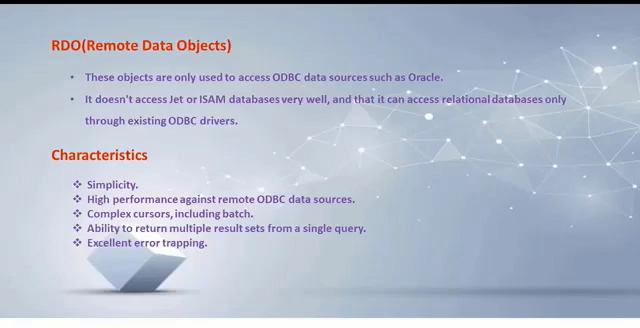 RDO(Remote Data Objects)
• These objects are only used to access ODBC data sources such as Oracle.
• It doesn't access Jet or ISAM databases very well, and that it can access relational databases only
through existing ODBC drivers.
Characteristics
❖ Simplicity.
❖ High performance against remote ODBC data sources.
❖ Complex cursors, including batch.
❖ Ability to return multiple result sets from a single query.
❖ Excellent error trapping.